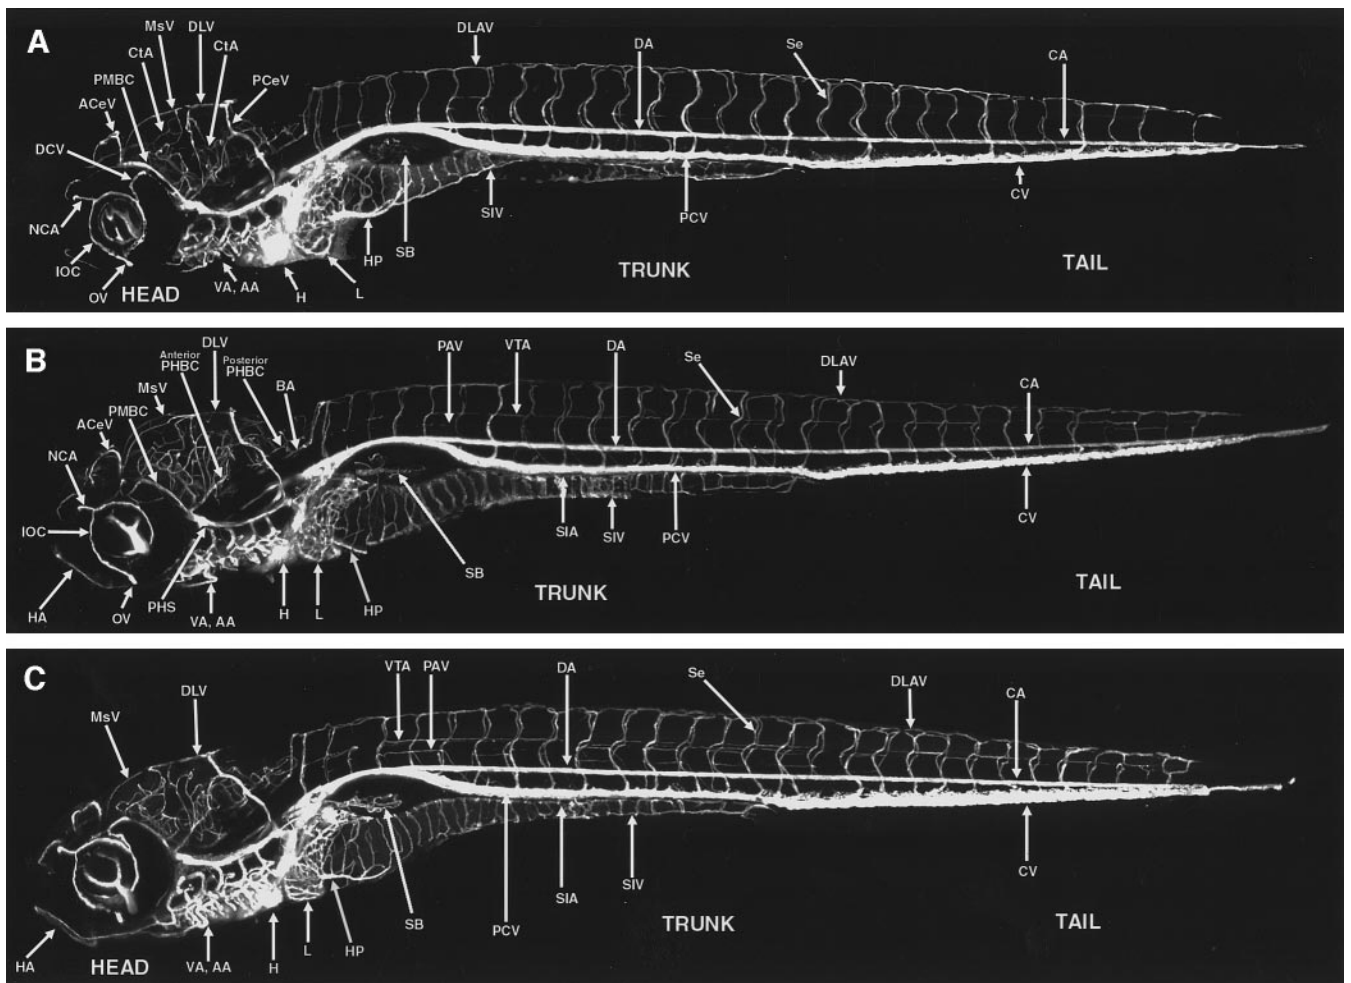 A
MsV
DLV
CtA
CtA
PMBC
PCeV
ACeV
DCV
NCA
IOC
OV
HEAD
VA, AA
H
L
HP
SB
SIV
DLAV
DA
Se
CA
PCV
CV
TRUNK
TAIL
B
DLV
Anterior
PHBC
Posterior
PHBC
BA
MsV
PMBC
ACeV
NCA
IOC
HA
OV
PHS
VA, AA
H
L
HP
SB
PAV
VTA
DA
Se
DLAV
CA
SIA
SIV
PCV
CV
TRUNK
TAIL
C
DLV
MsV
VTA
PAV
DA
Se
DLAV
CA
HA
HEAD
VA, AA
H
L
HP
SB
PCV
SIA
SIV
CV
TRUNK
TAIL